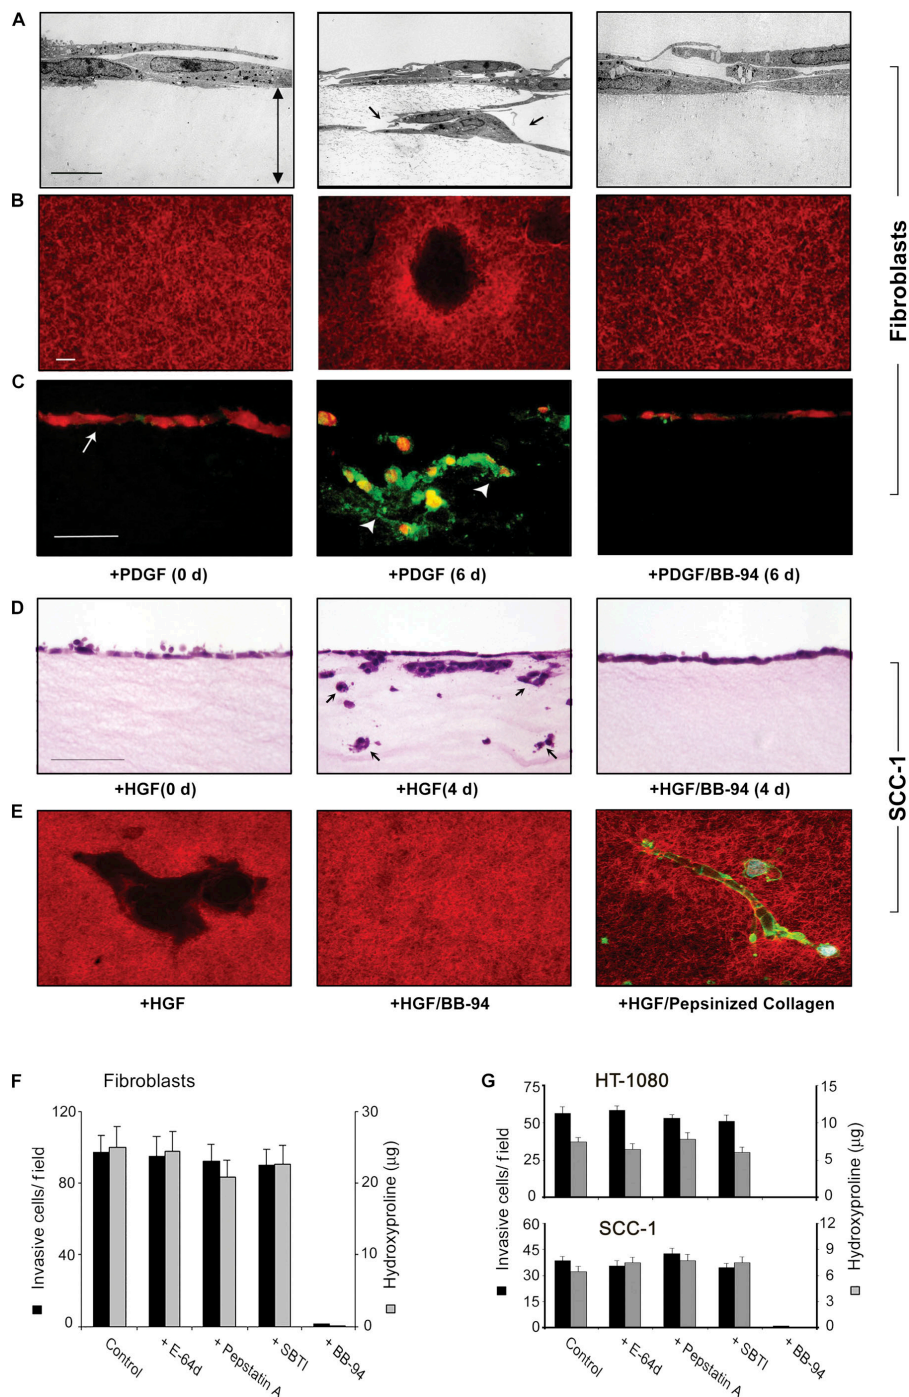 A
B
Fibroblasts
C
+PDGF (0 d)
+PDGF (6 d)
+PDGF/BB-94 (6 d)
D
+HGF(0 d)
+HGF(4 d)
+HGF/BB-94 (4 d)
SCC-1
E
+HGF
+HGF/BB-94
+HGF/Pepsinized Collagen
F
Fibroblasts
120
80
40
0
Invasive cells/ field
30
20
10
0
Hydroxyproline (µg)
Control
+ E-64d
+ Pepstatin A
+ SBTI
+ BB-94
G
HT-1080
75
50
25
0
15
10
5
0
SCC-1
60
45
30
15
0
12
9
6
3
0
Invasive cells/ field
Hydroxyproline (µg)
Control
+ E-64d
+ Pepstatin A
+ SBTI
+ BB-94